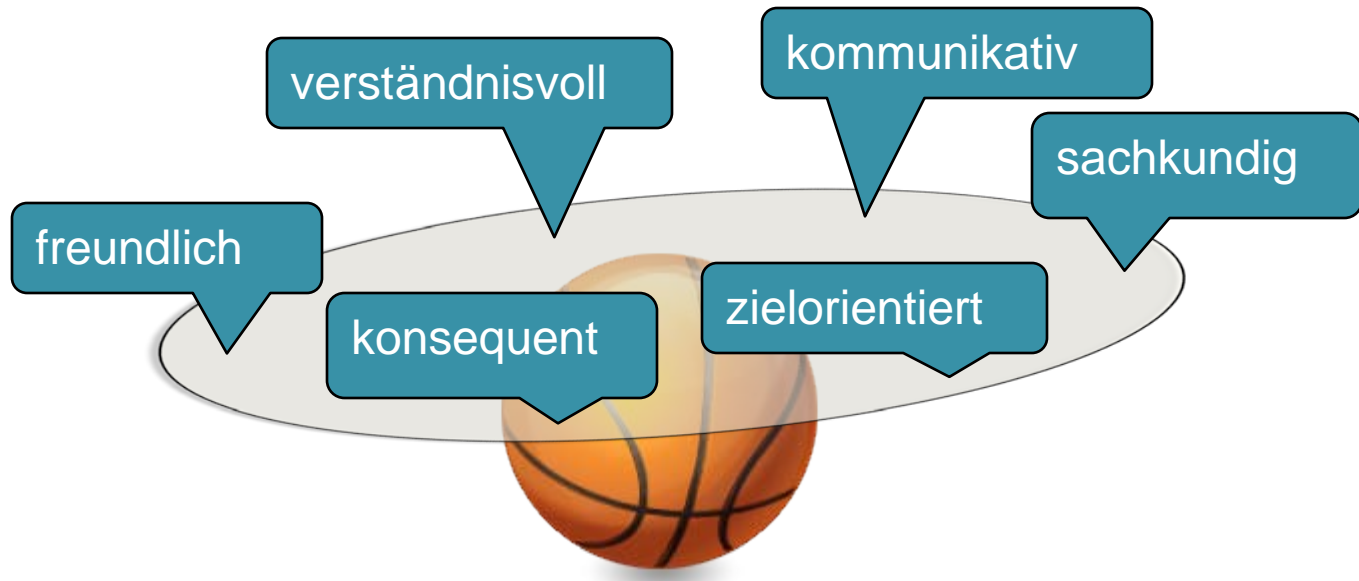 verständnisvoll
kommunikativ
sachkundig
freundlich
konsequent
zielorientiert